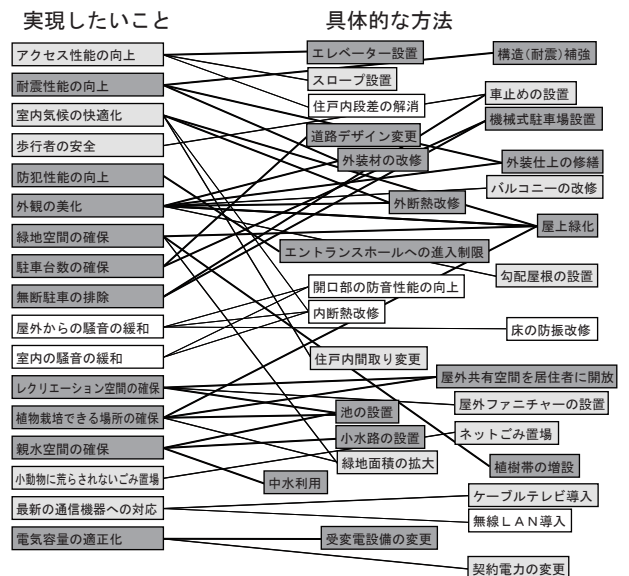 実現したいこと
具体的な方法
アクセス性能の向上
耐震性能の向上
室内気候の快適化
歩行者の安全
防犯性能の向上
外観の美化
緑地空間の確保
駐車台数の確保
無断駐車の排除
屋外からの騒音の緩和
室内の騒音の緩和
レクリエーション空間の確保
植物栽培できる場所の確保
親水空間の確保
小動物に荒らされないごみ置場
最新の通信機器への対応
電気容量の適正化
エレベーター設置
スロープ設置
住戸内段差の解消
道路デザイン変更
外装材の改修
外断熱改修
エントランスホールへの進入制限
開口部の防音性能の向上
内断熱改修
住戸内間取り変更
池の設置
小水路の設置
緑地面積の拡大
中水利用
受変電設備の変更
構造(耐震)補強
車止めの設置
機械式駐車場設置
外装仕上の修繕
バルコニーの改修
屋上緑化
勾配屋根の設置
床の防振改修
屋外共有空間を居住者に開放
屋外ファニチャーの設置
ネットごみ置場
植樹帯の増設
ケーブルテレビ導入
無線LAN導入
契約電力の変更